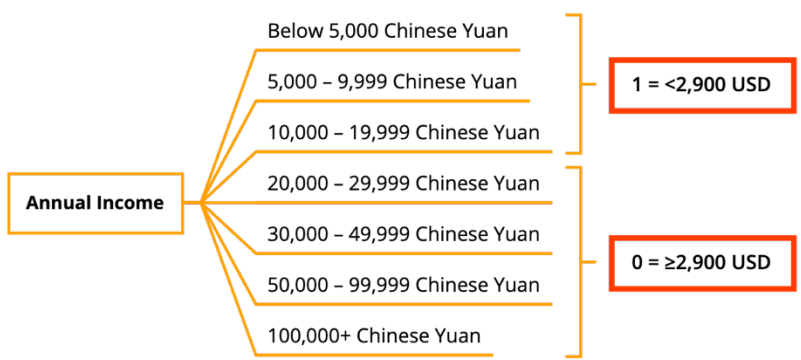 Below 5,000 Chinese Yuan
5,000 – 9,999 Chinese Yuan
1 = <2,900 USD
10,000 – 19,999 Chinese Yuan
20,000 – 29,999 Chinese Yuan
Annual Income
30,000 – 49,999 Chinese Yuan
0 = ≥2,900 USD
50,000 – 99,999 Chinese Yuan
100,000+ Chinese Yuan